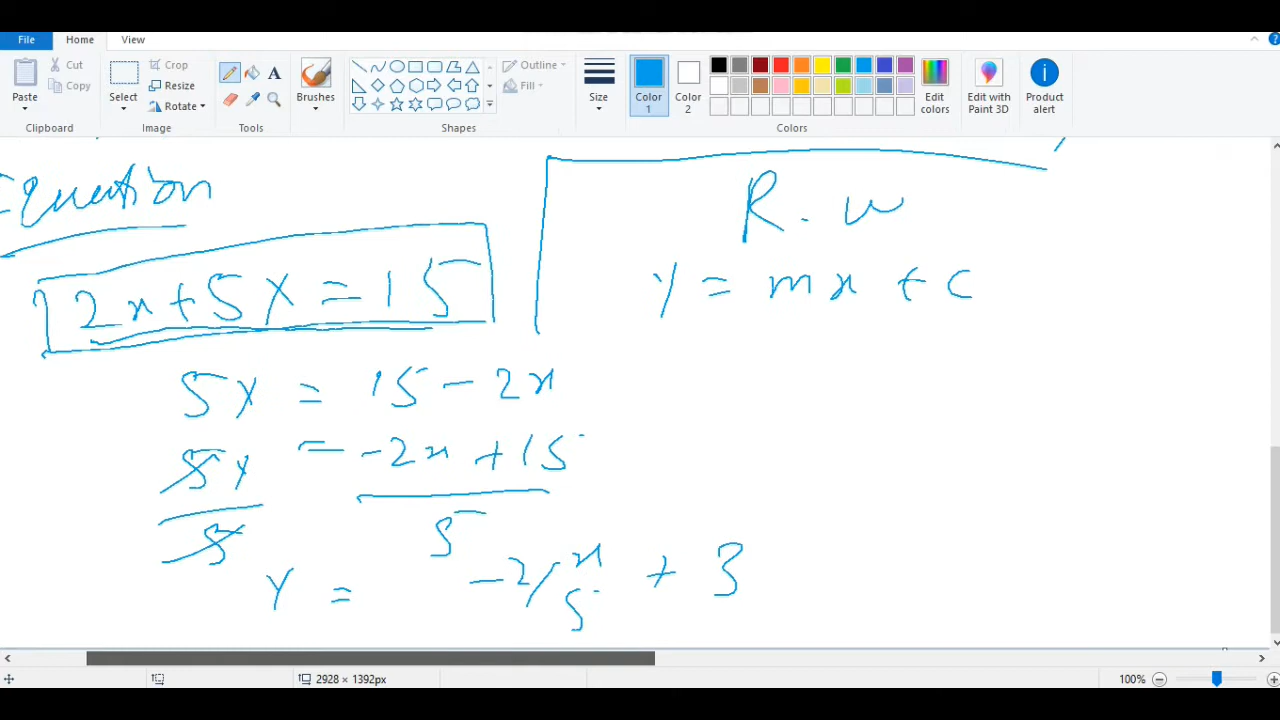 File Home View
Cut
Copy
Paste
Clipboard
Select
Crop
Resize
Rotate
Image
Tools
Brushes
Outline
Fill
Shapes
Size
Color 1
Color 2
Colors
Edit colors
Edit with Paint 3D
Product alert
Equation
2x+5y=15
5y = 15-2x
5y/5 = -2x+15/5
y = -2/5 x + 3
R.W
y = mx + c
2928 × 1392px
100%